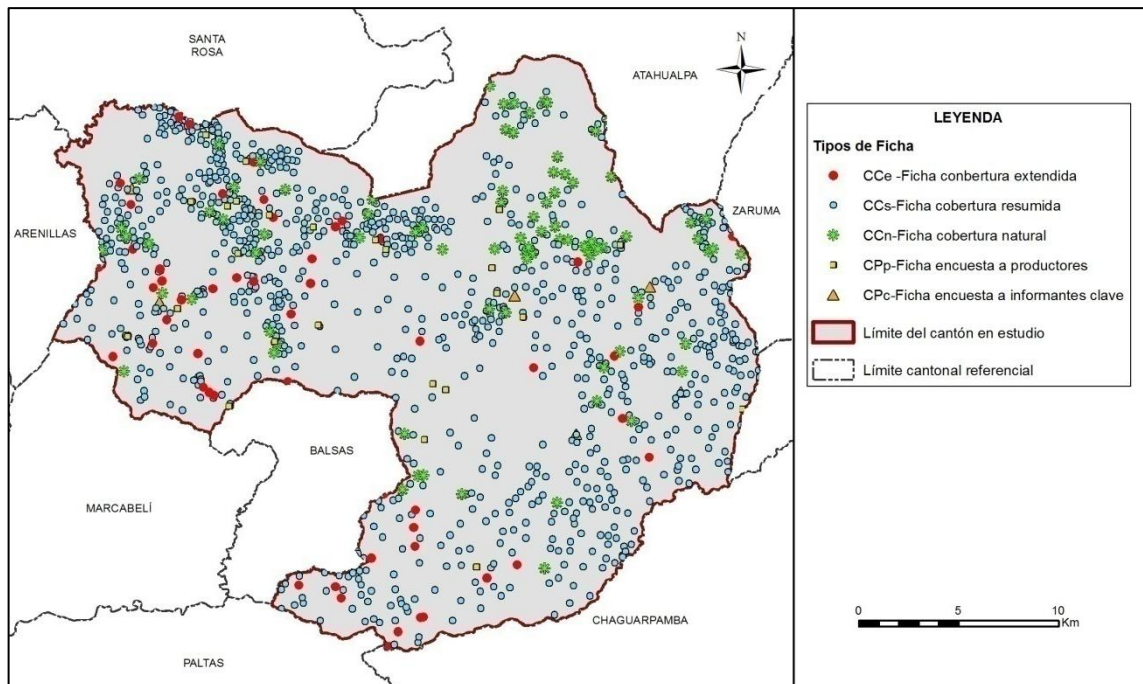 SANTA
ROSA
N
ATAHUALPA
ZARUMA
ARENILLAS
BALSAS
MARCABELÍ
CHAGUARPAMBA
PALTAS
LEYENDA
Tipos de Ficha
CCe -Ficha conbertura extendida
CCs-Ficha cobertura resumida
CCn-Ficha cobertura natural
CPp-Ficha encuesta a productores
CPc-Ficha encuesta a informantes clave
Límite del cantón en estudio
Límite cantonal referencial
0 5 10
Km